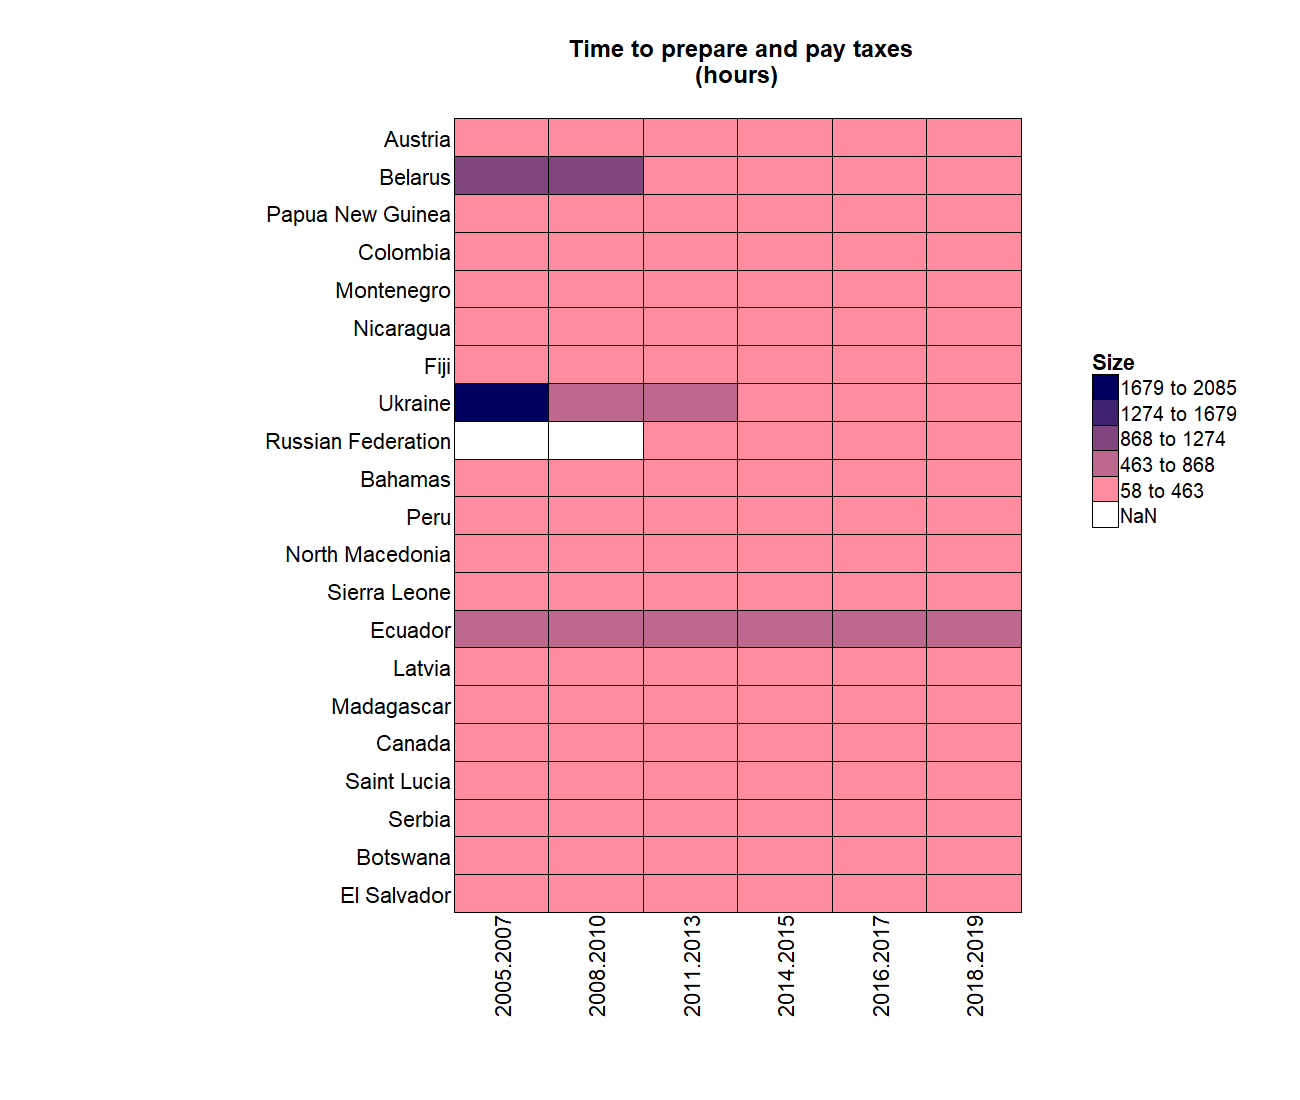 Time to prepare and pay taxes
(hours)
Austria
Belarus
Papua New Guinea
Colombia
Montenegro
Nicaragua
Fiji
Ukraine
Russian Federation
Bahamas
Peru
North Macedonia
Sierra Leone
Ecuador
Latvia
Madagascar
Canada
Saint Lucia
Serbia
Botswana
El Salvador
2005.2007
2008.2010
2011.2013
2014.2015
2016.2017
2018.2019
Size
1679 to 2085
1274 to 1679
868 to 1274
463 to 868
58 to 463
NaN